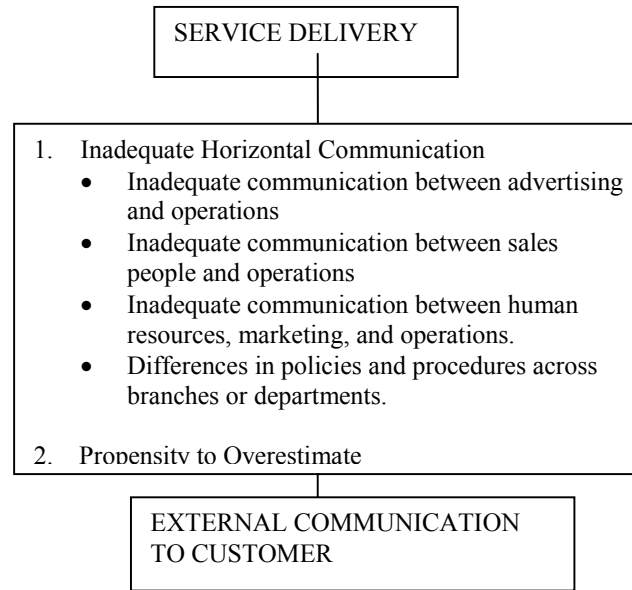 SERVICE DELIVERY
1. Inadequate Horizontal Communication
• Inadequate communication between advertising
and operations
• Inadequate communication between sales
people and operations
• Inadequate communication between human
resources, marketing, and operations.
• Differences in policies and procedures across
branches or departments.
2. Propensity to Overestimate
EXTERNAL COMMUNICATION
TO CUSTOMER